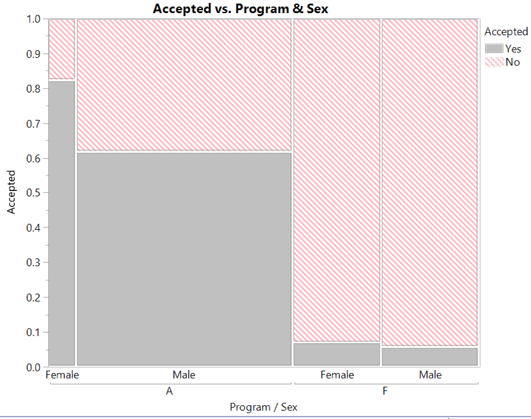 Accepted vs. Program & Sex
Accepted
Yes
No
1.0
0.9
0.8
0.7
0.6
0.5
0.4
0.3
0.2
0.1
0.0
Accepted
Female Male Female Male
A F
Program / Sex